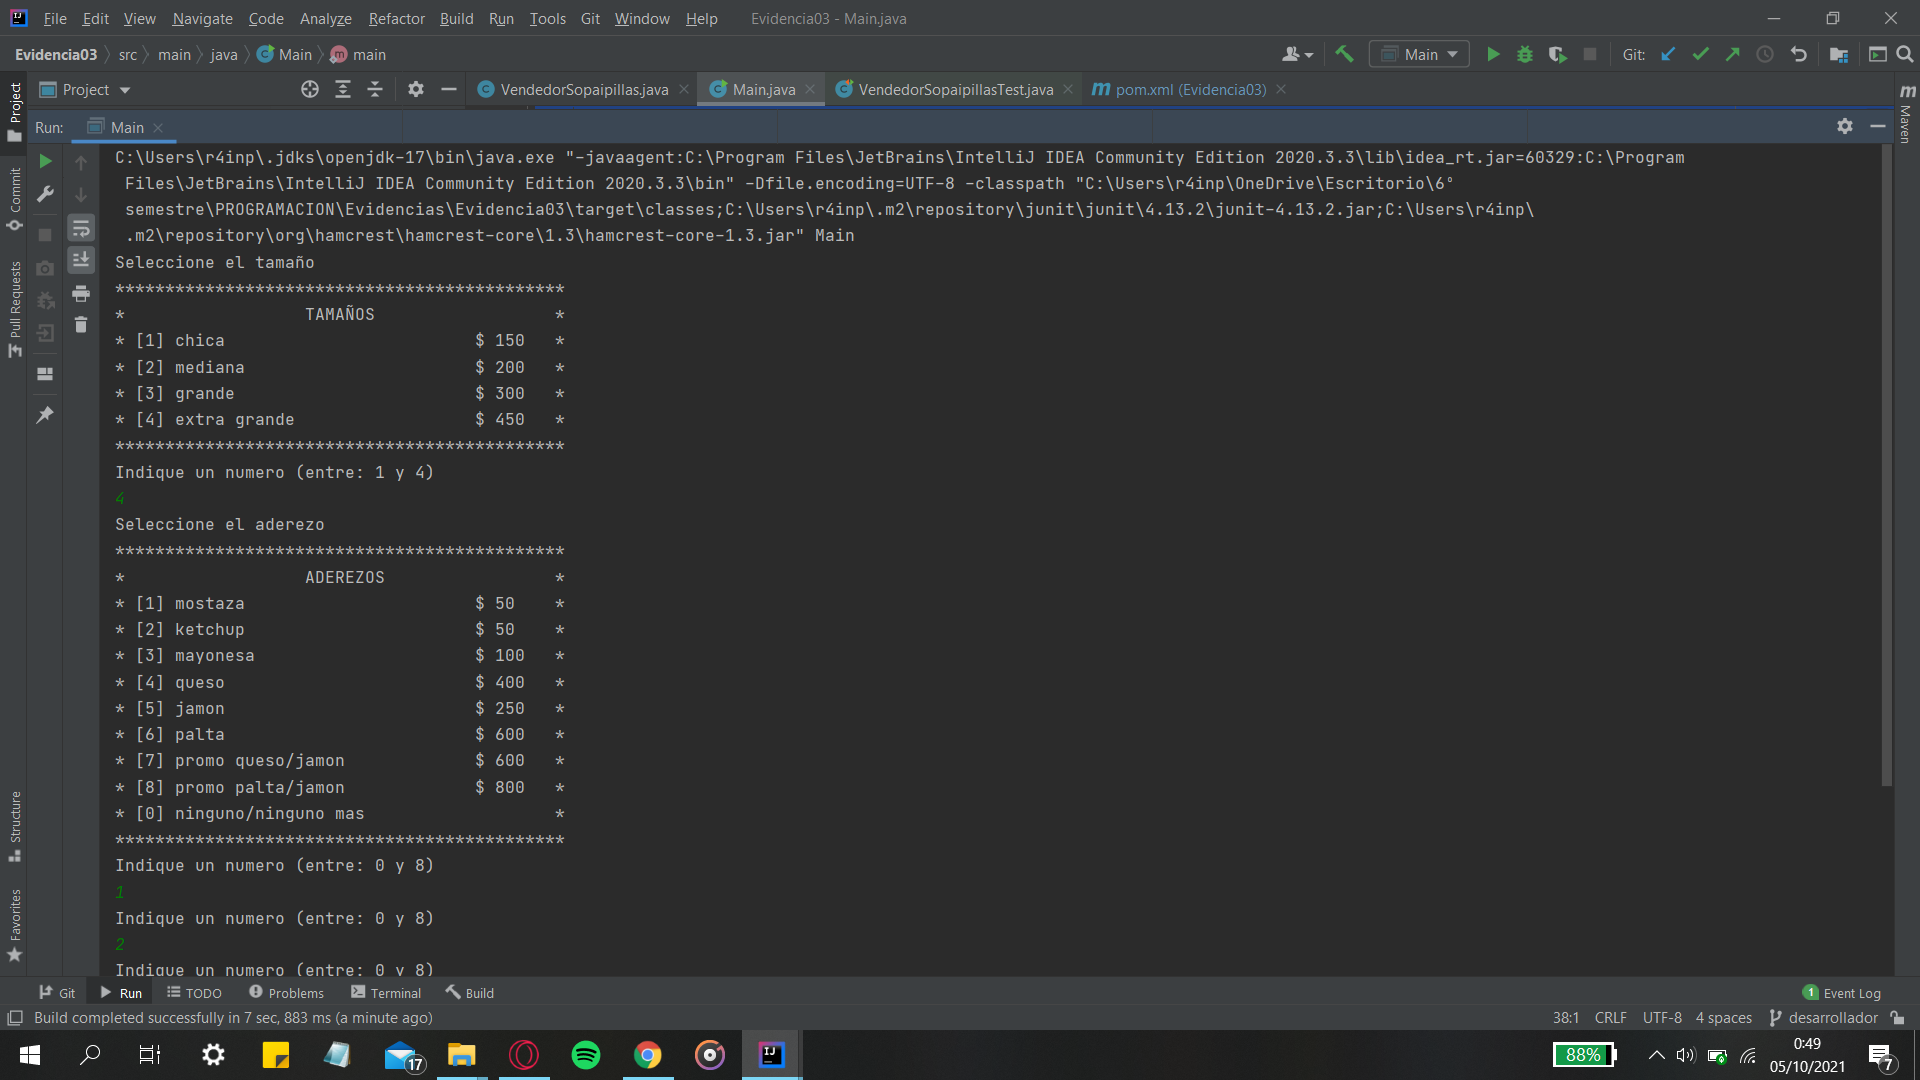 File Edit View Navigate Code Analyze Refactor Build Run Tools Git Window Help Evidencia03 - Main.java
Evidencia03 src main java Main main Main Git:
Project VendedorSopaipillas.java Main.java VendedorSopaipillasTest.java pom.xml (Evidencia03)
Run: Main
C:\Users\r4inp\.jdks\openjdk-17\bin\java.exe "-javaagent:C:\Program Files\JetBrains\IntelliJ IDEA Community Edition 2020.3.3\lib\idea_rt.jar=60329:C:\Program
Files\JetBrains\IntelliJ IDEA Community Edition 2020.3.3\bin" -Dfile.encoding=UTF-8 -classpath "C:\Users\r4inp\OneDrive\Escritorio\6°
semestre\PROGRAMACION\Evidencias\Evidencia03\target\classes;C:\Users\r4inp\.m2\repository\junit\junit\4.13.2\junit-4.13.2.jar;C:\Users\r4inp\
.m2\repository\org\hamcrest\hamcrest-core\1.3\hamcrest-core-1.3.jar" Main
Seleccione el tamaño
*********************************************
* TAMAÑOS *
* [1] chica $ 150 *
* [2] mediana $ 200 *
* [3] grande $ 300 *
* [4] extra grande $ 450 *
*********************************************
Indique un numero (entre: 1 y 4)
4
Seleccione el aderezo
*********************************************
* ADEREZOS *
* [1] mostaza $ 50 *
* [2] ketchup $ 50 *
* [3] mayonesa $ 100 *
* [4] queso $ 400 *
* [5] jamon $ 250 *
* [6] palta $ 600 *
* [7] promo queso/jamon $ 600 *
* [8] promo palta/jamon $ 800 *
* [0] ninguno/ninguno mas *
*********************************************
Indique un numero (entre: 0 y 8)
1
Indique un numero (entre: 0 y 8)
2
Indique un numero (entre: 0 y 8)
Project
Commit
Pull Requests
Structure
Favorites
Maven
Git Run TODO Problems Terminal Build 1 Event Log
Build completed successfully in 7 sec, 883 ms (a minute ago) 38:1 CRLF UTF-8 4 spaces desarrollador
17 88% 0:49
05/10/2021 7